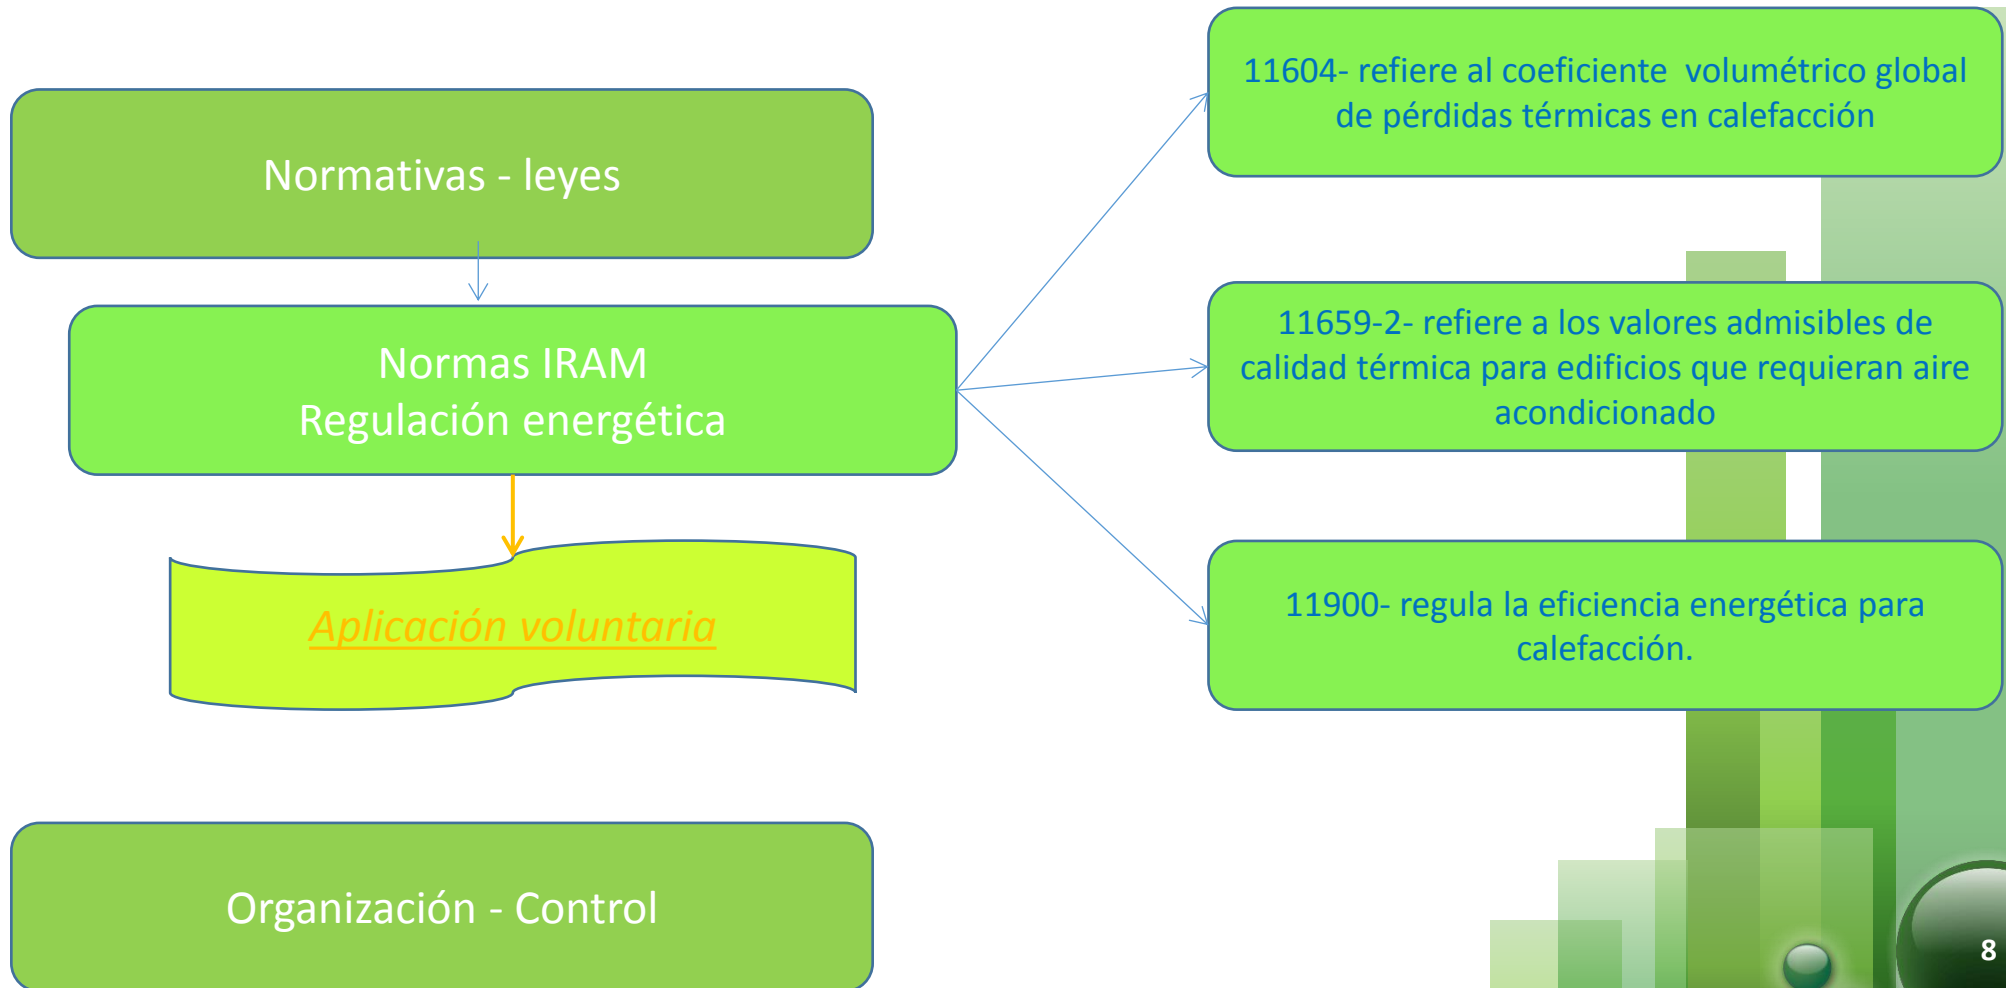 Normativas - leyes
Normas IRAM
Regulación energética
Aplicación voluntaria
Organización - Control
11604- refiere al coeficiente  volumétrico global
de pérdidas térmicas en calefacción
11659-2- refiere a los valores admisibles de
calidad térmica para edificios que requieran aire
acondicionado
11900- regula la eficiencia energética para
calefacción.
8